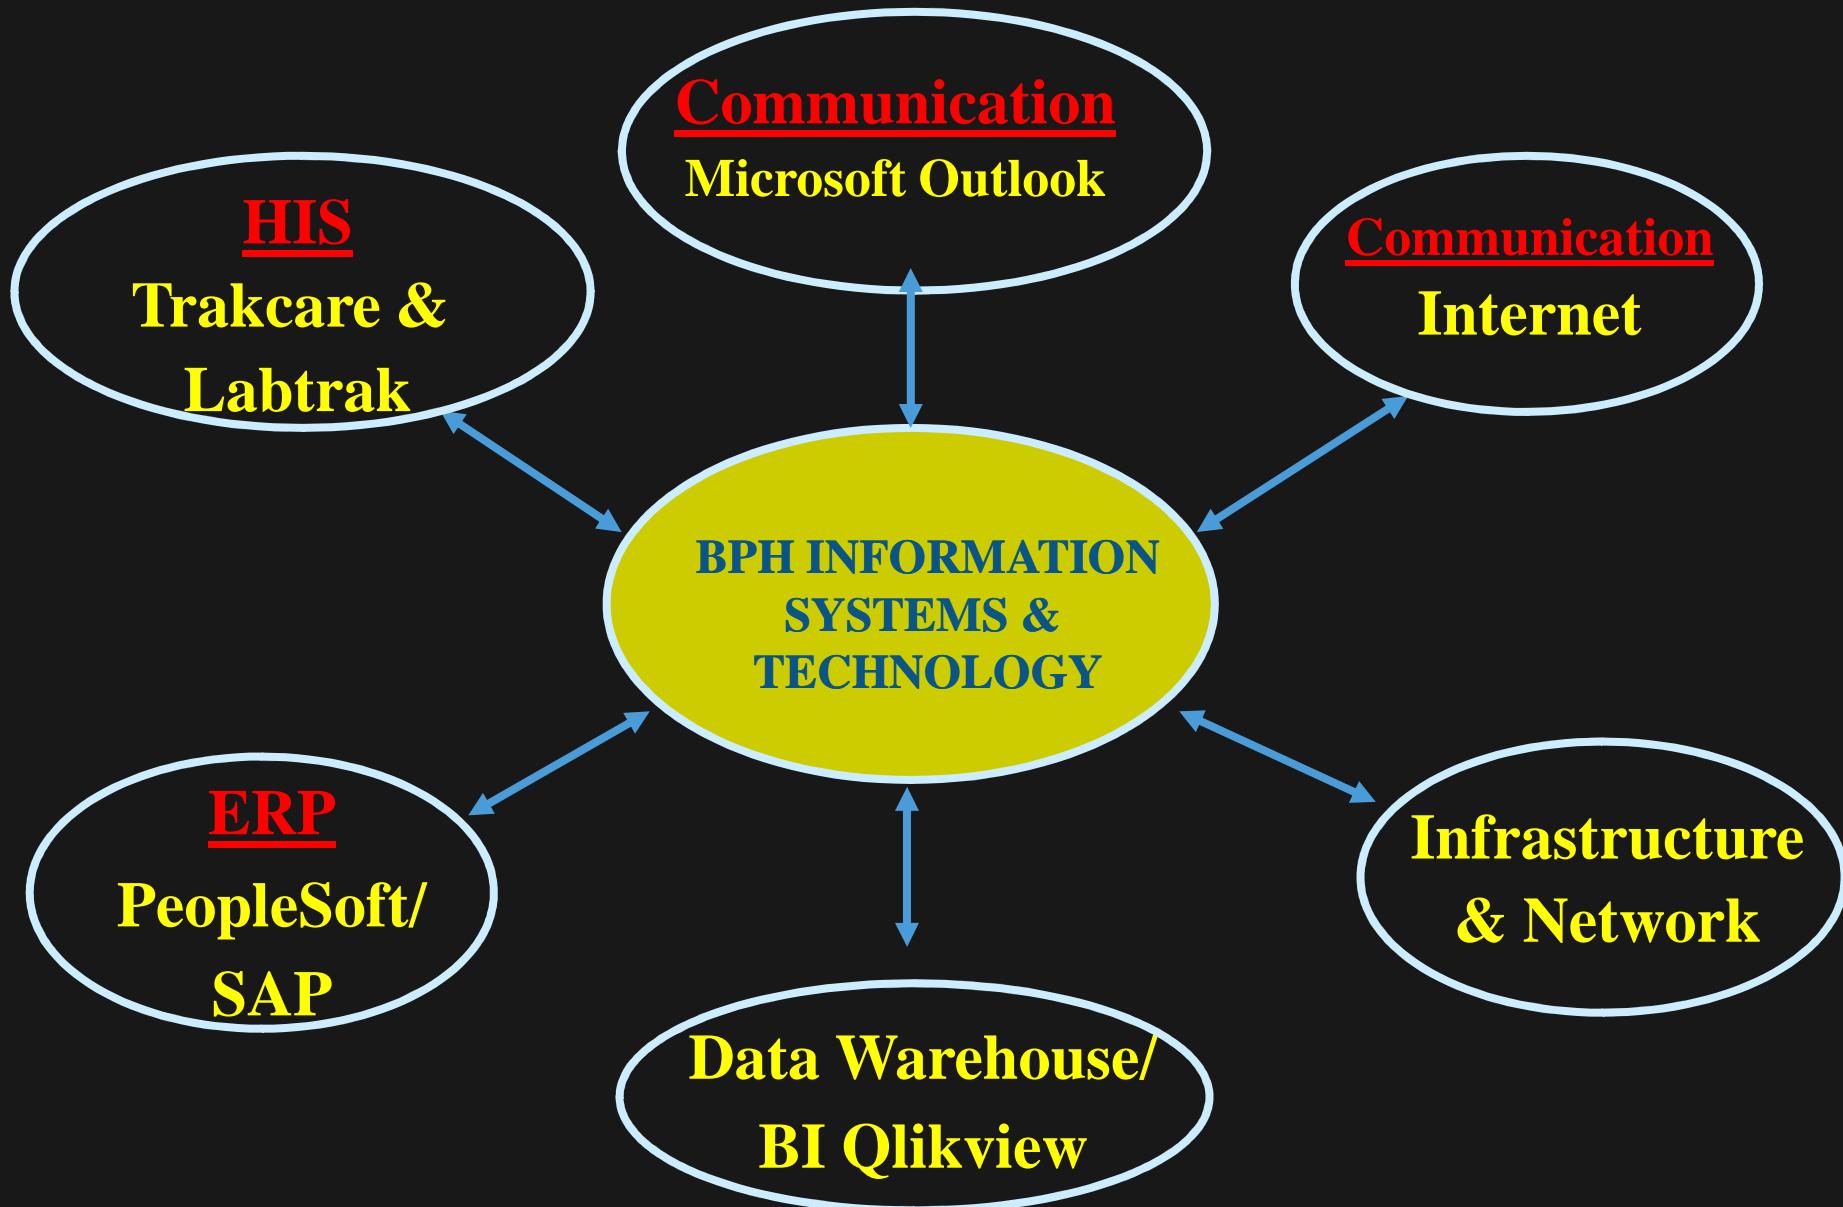 Communication
Microsoft Outlook
HIS
Trakcare &
Labtrak
Communication
Internet
BPH INFORMATION
SYSTEMS &
TECHNOLOGY
ERP
PeopleSoft/
SAP
Infrastructure
& Network
Data Warehouse/
BI Qlikview